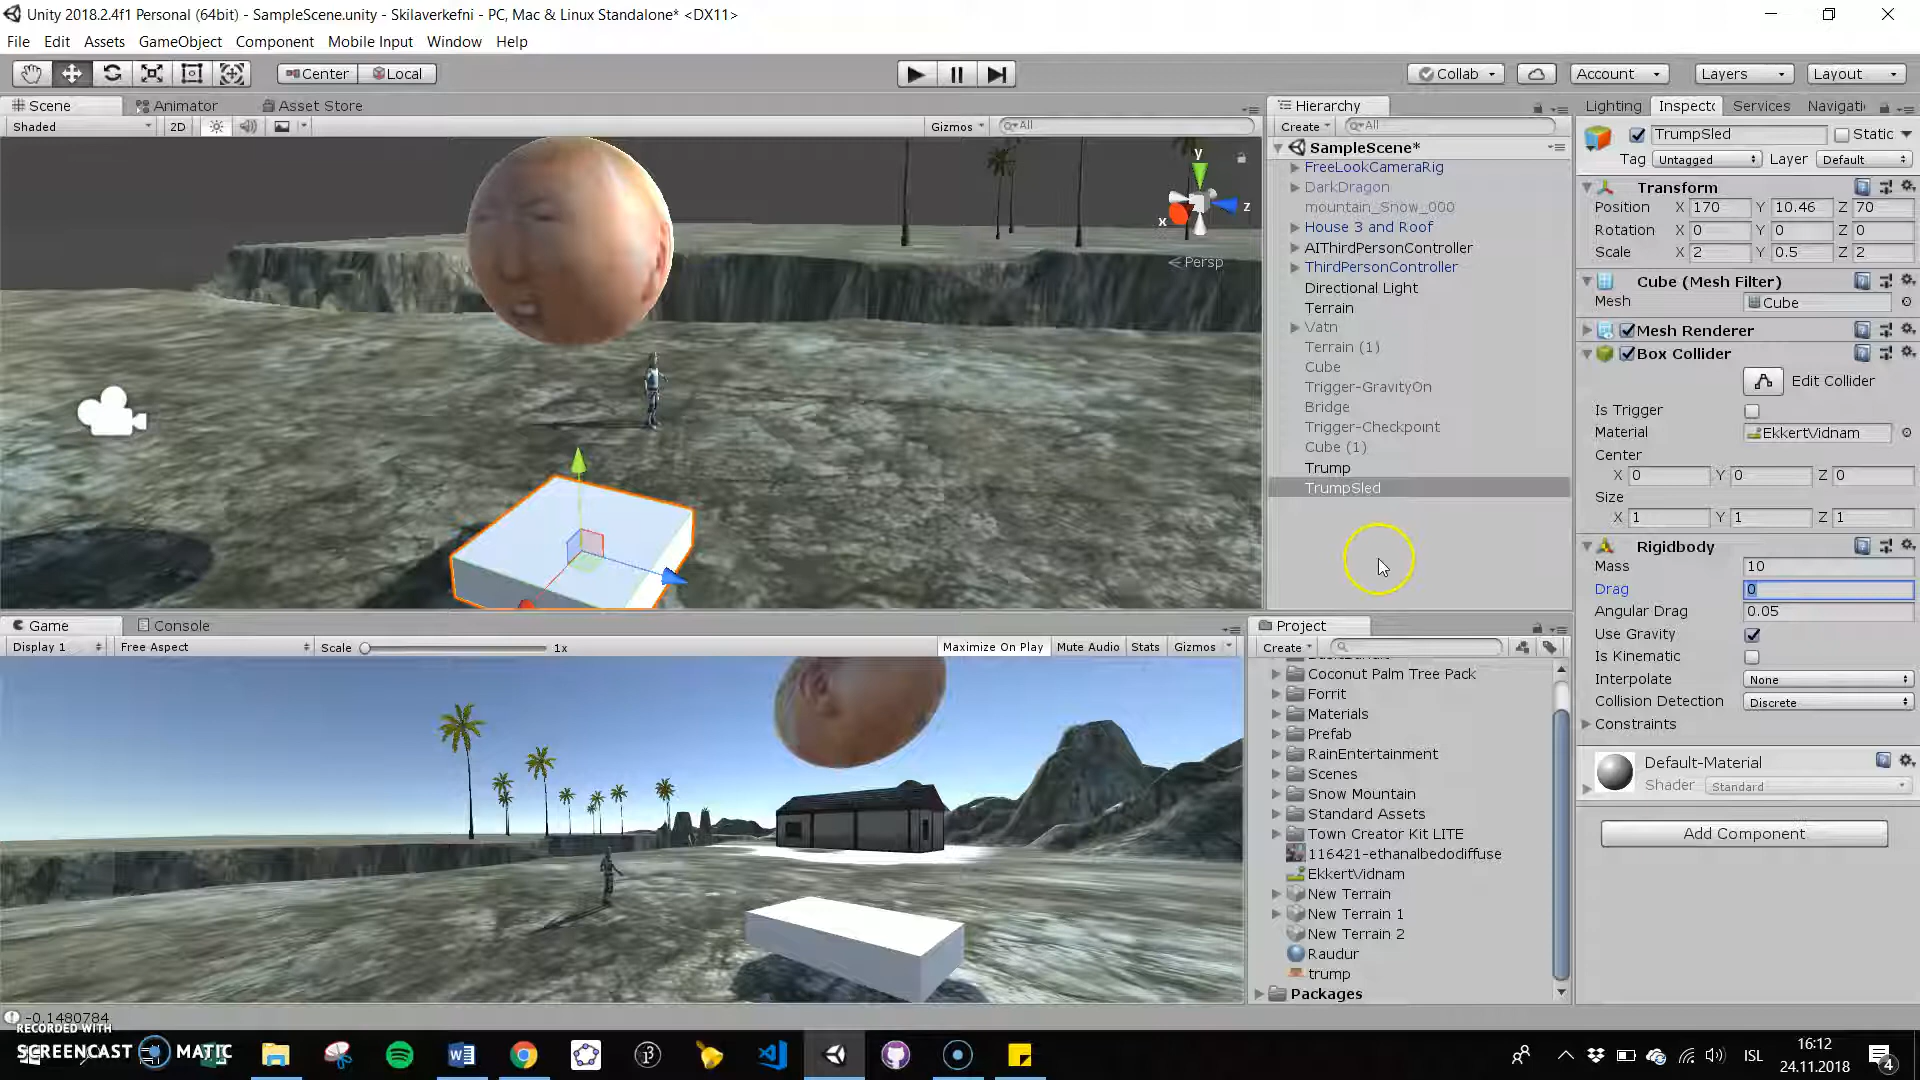 Unity 2018.2.4f1 Personal (64bit) - SampleScene.unity - Skilaverkefni - PC, Mac & Linux Standalone* <DX11>
File Edit Assets GameObject Component Mobile Input Window Help
Center Local Collab Account Layers Layout
Scene Animator Asset Store
Shaded 2D Gizmos All
y
x
z
Persp
Hierarchy
Create All
SampleScene*
FreeLookCameraRig
DarkDragon
mountain_Snow_000
House 3 and Roof
AIThirdPersonController
ThirdPersonController
Directional Light
Terrain
Vatn
Terrain (1)
Cube
Trigger-GravityOn
Bridge
Trigger-Checkpoint
Cube (1)
Trump
TrumpSled
Lighting Inspecto Services Navigati
TrumpSled Static
Tag Untagged Layer Default
Transform
Position X 170 Y 10.46 Z 70
Rotation X 0 Y 0 Z 0
Scale X 2 Y 0.5 Z 2
Cube (Mesh Filter)
Mesh Cube
Mesh Renderer
Box Collider
Edit Collider
Is Trigger
Material EkkertVidnam
Center
X 0 Y 0 Z 0
Size
X 1 Y 1 Z 1
Rigidbody
Mass 10
Drag 0
Angular Drag 0.05
Use Gravity
Is Kinematic
Interpolate None
Collision Detection Discrete
Constraints
Default-Material
Shader Standard
Add Component
Game Console
Display 1 Free Aspect Scale 1x Maximize On Play Mute Audio Stats Gizmos
Project
Create
Coconut Palm Tree Pack
Forrit
Materials
Prefab
RainEntertainment
Scenes
Snow Mountain
Standard Assets
Town Creator Kit LITE
116421-ethanalbedodiffuse
EkkertVidnam
New Terrain
New Terrain 1
New Terrain 2
Raudur
trump
Packages
-0.1480784
RECORDED WITH
SCREENCAST MATIC
ISL
16:12
24.11.2018
4